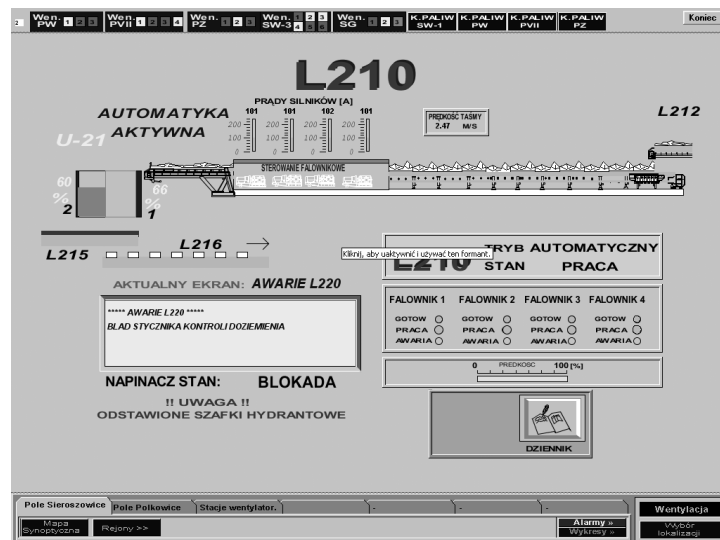 2 Wen. PW 1 2 3 Wen. PVII 1 2 3 4 Wen. PZ 1 2 3 Wen. SW-3 1 2 3 4 5 6 Wen. SG 1 2 3 K.PALIW SW-1 K.PALIW PW K.PALIW PVII K.PALIW PZ Koniec
L210
PRĄDY SILNIKÓW [A]
AUTOMATYKA AKTYWNA
101 101 102 101
200 200 200 200
100 100 100 100
0 0 0 0
PRĘDKOŚĆ TAŚMY
2.47 M/S
L212
U-21
STEROWANIE FALOWNIKOWE
60 % 2
66 % 1
L215
L216
Kliknij, aby uaktywnić i używać ten formant.
L210
TRYB AUTOMATYCZNY
STAN PRACA
AKTUALNY EKRAN: AWARIE L220
***** AWARIE L220 *****
BLAD STYCZNIKA KONTROLI DOZIEMIENIA
FALOWNIK 1 FALOWNIK 2 FALOWNIK 3 FALOWNIK 4
GOTOW GOTOW GOTOW GOTOW
PRACA PRACA PRACA PRACA
AWARIA AWARIA AWARIA AWARIA
0 PREDKOSC 100 [%]
NAPINACZ STAN: BLOKADA
!! UWAGA !!
ODSTAWIONE SZAFKI HYDRANTOWE
DZIENNIK
Pole Sieroszowice Pole Polkowice Stacje wentylator. - - -
Wentylacja
Mapa Synoptyczna
Rejony >>
Alarmy »
Wykresy »
Wybór lokalizacji